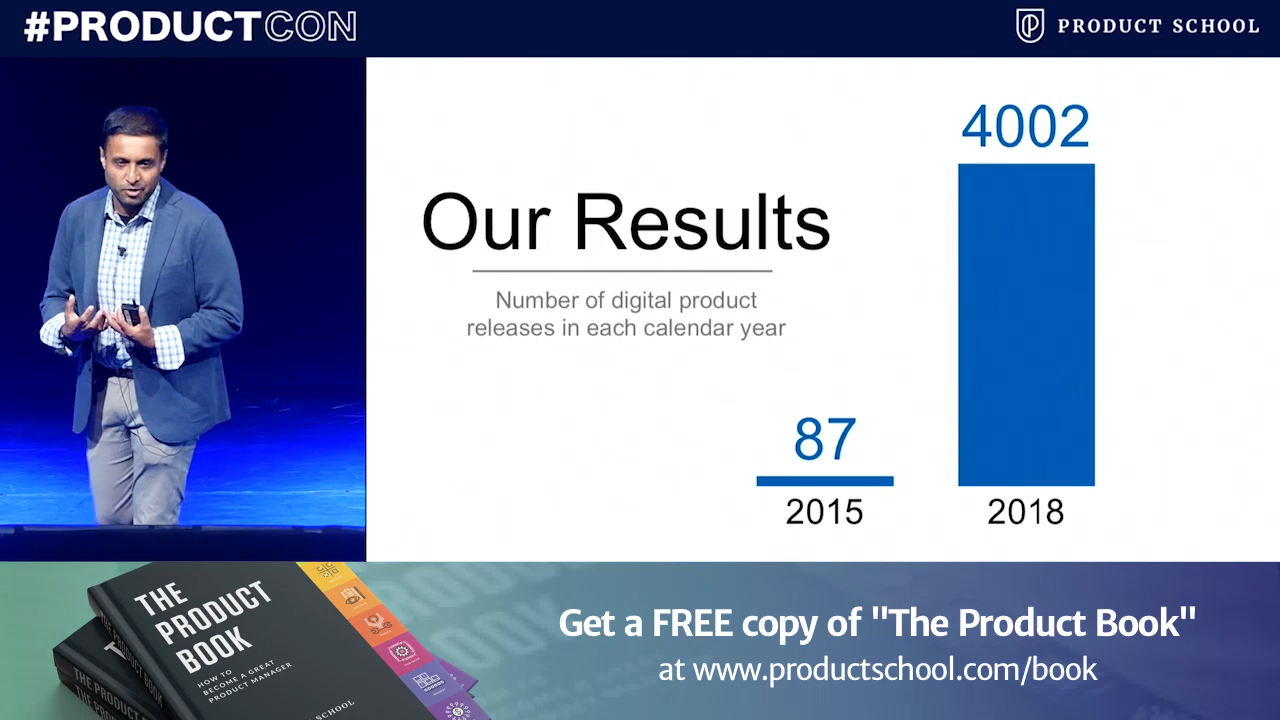 #PRODUCTCON
PRODUCT SCHOOL
4002
Our Results
Number of digital product
releases in each calendar year
87
2015
2018
THE
PRODUCT
BOOK
HOW TO
BECOME A GREAT
PRODUCT MANAGER
THE PRODUCT
Get a FREE copy of "The Product Book"
at www.productschool.com/book